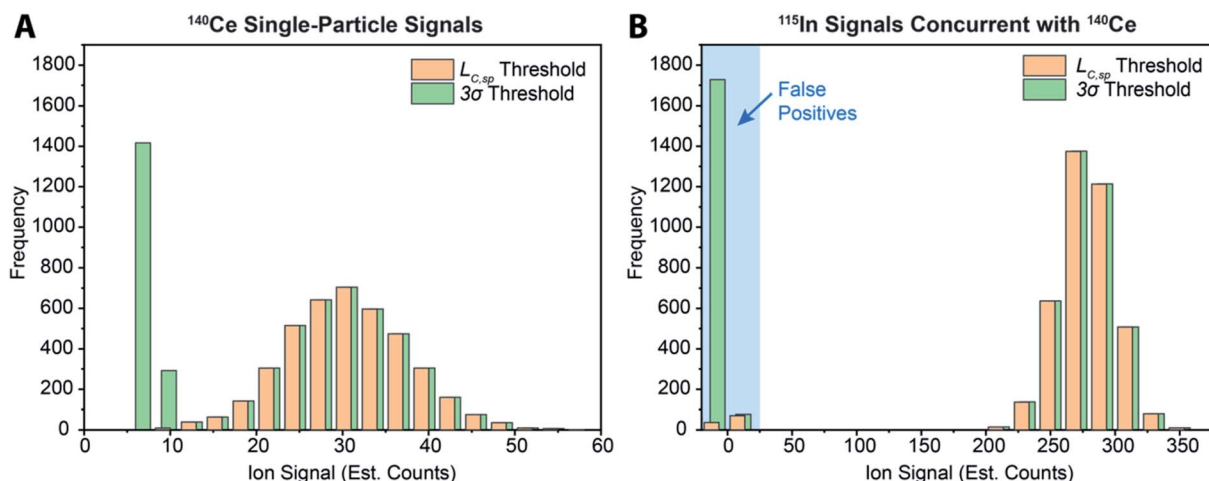 A
¹⁴⁰Ce Single-Particle Signals
1800
1600
1400
1200
1000
800
600
400
200
0
Frequency
L_C,sp Threshold
3σ Threshold
0 10 20 30 40 50 60
Ion Signal (Est. Counts)
B
¹¹⁵In Signals Concurrent with ¹⁴⁰Ce
1800
1600
1400
1200
1000
800
600
400
200
0
Frequency
L_C,sp Threshold
3σ Threshold
False
Positives
0 50 100 150 200 250 300 350
Ion Signal (Est. Counts)